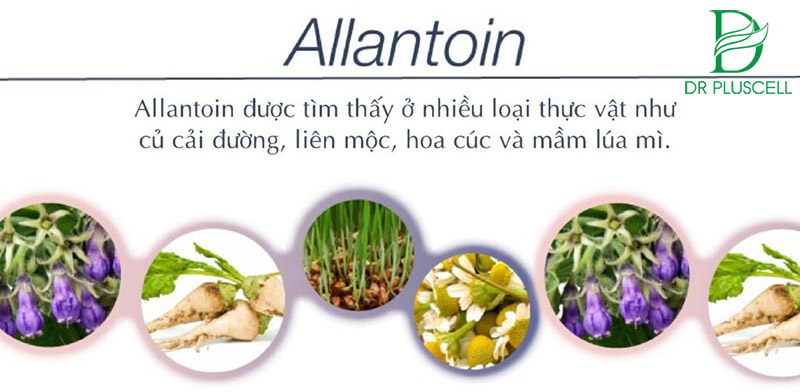 Allantoin
DR PLUSCELL
Allantoin được tìm thấy ở nhiều loại thực vật như
củ cải đường, liên mộc, hoa cúc và mầm lúa mì.